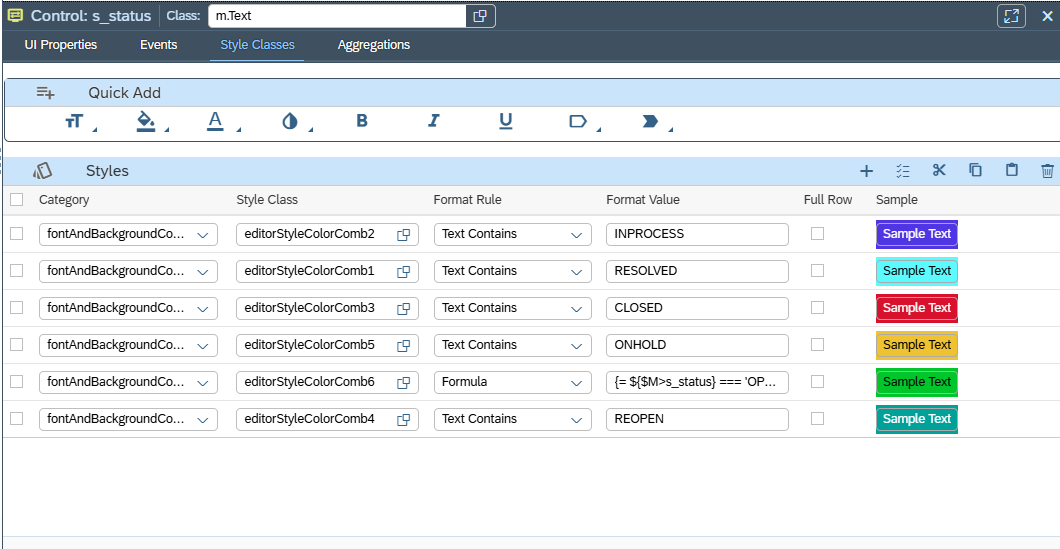 Control: s_status Class: m.Text
UI Properties Events Style Classes Aggregations
Quick Add
TT A B I U
Styles
Category Style Class Format Rule Format Value Full Row Sample
fontAndBackgroundCo... editorStyleColorComb2 Text Contains INPROCESS Sample Text
fontAndBackgroundCo... editorStyleColorComb1 Text Contains RESOLVED Sample Text
fontAndBackgroundCo... editorStyleColorComb3 Text Contains CLOSED Sample Text
fontAndBackgroundCo... editorStyleColorComb5 Text Contains ONHOLD Sample Text
fontAndBackgroundCo... editorStyleColorComb6 Formula {= ${$M>s_status} === 'OP... Sample Text
fontAndBackgroundCo... editorStyleColorComb4 Text Contains REOPEN Sample Text